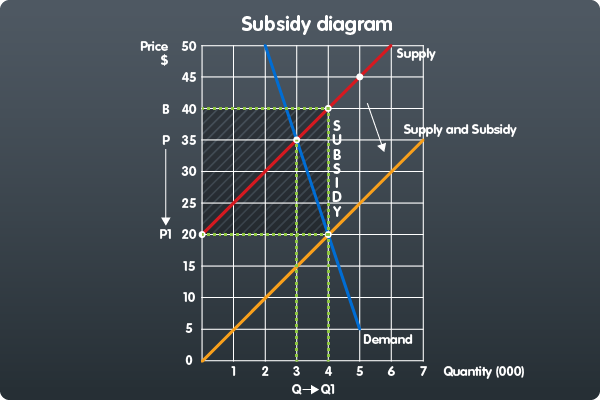 Subsidy diagram
Price
$
50
Supply
45
B 40
Supply and Subsidy
P 35
30
25
P1 20
15
10
5
0
SUBSIDY
Demand
1 2 3 4 5 6 7 Quantity (000)
Q→Q1